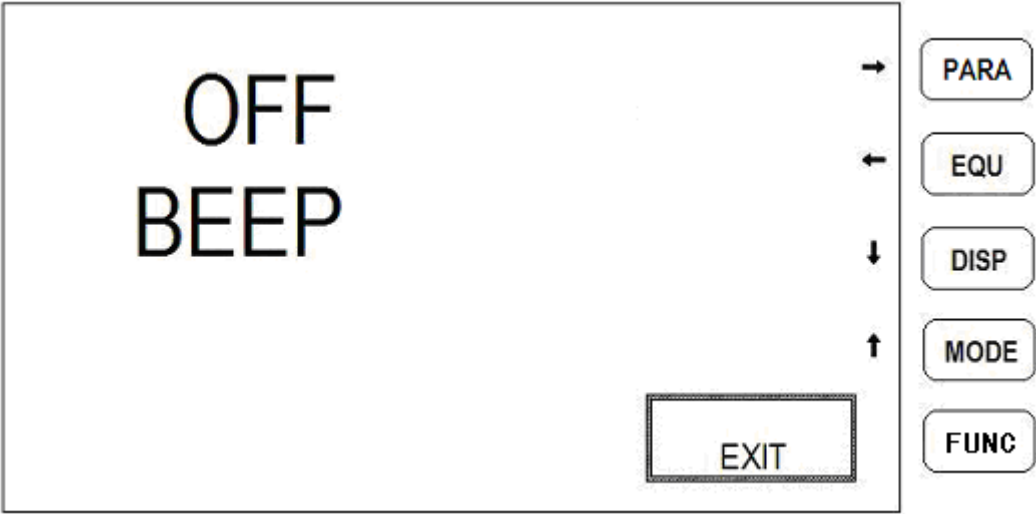 OFF
BEEP
→
←
↓
↑
EXIT
PARA
EQU
DISP
MODE
FUNC